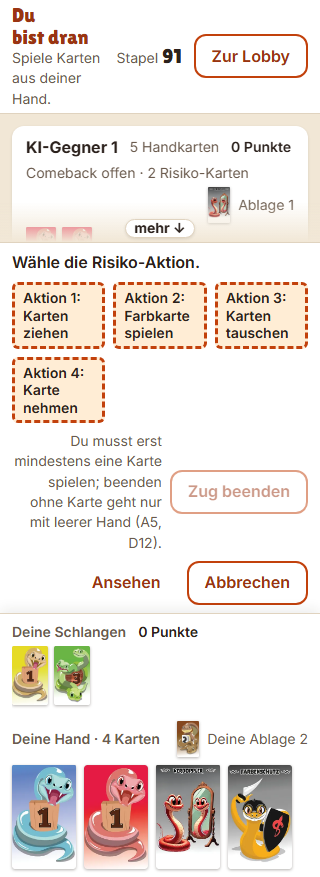 Du
bist dran
Spiele Karten
aus deiner
Hand.
Stapel 91
Zur Lobby
KI-Gegner 1 5 Handkarten 0 Punkte
Comeback offen · 2 Risiko-Karten
Ablage 1
mehr ↓
Wähle die Risiko-Aktion.
Aktion 1:
Karten
ziehen
Aktion 2:
Farbkarte
spielen
Aktion 3:
Karten
tauschen
Aktion 4:
Karte
nehmen
Du musst erst
mindestens eine Karte
spielen; beenden
ohne Karte geht nur
mit leerer Hand (A5,
D12).
Zug beenden
Ansehen
Abbrechen
Deine Schlangen 0 Punkte
1
Deine Hand · 4 Karten
Deine Ablage 2
1
1